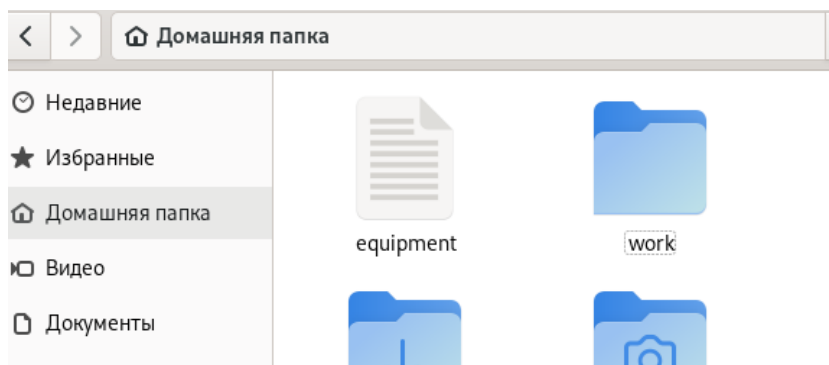 Домашняя папка
Недавние
Избранные
Домашняя папка
Видео
Документы
equipment
work